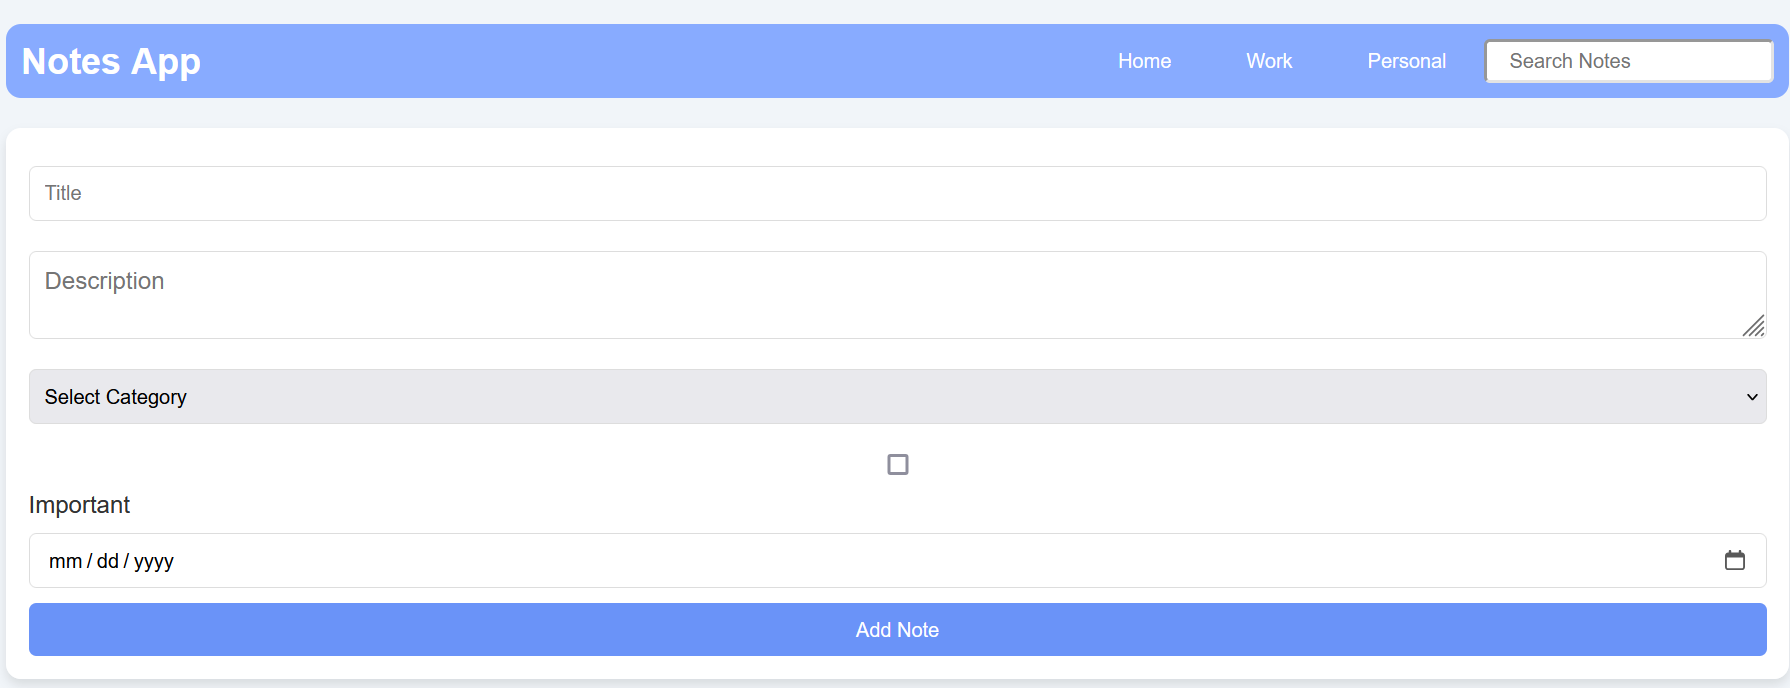 Notes App Home Work Personal Search Notes
Title
Description
Select Category
Important
mm / dd / yyyy
Add Note